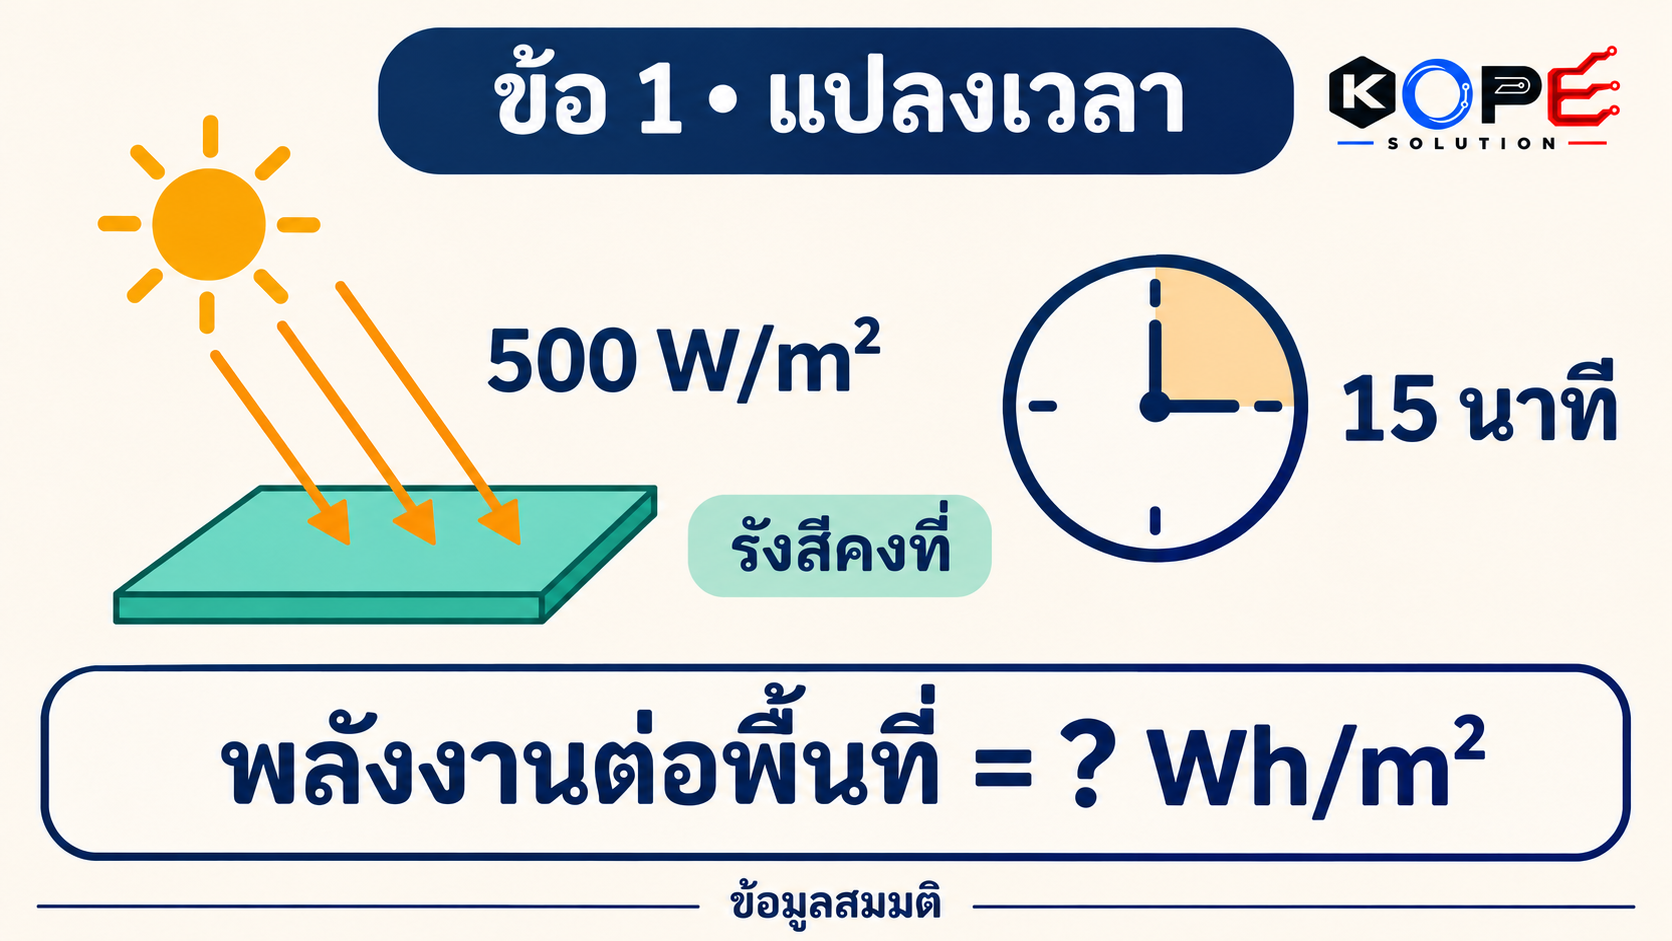 ข้อ 1 • แปลงเวลา
KOPE
SOLUTION
500 W/m²
15 นาที
รังสีคงที่
พลังงานต่อพื้นที่ = ? Wh/m²
ข้อมูลสมมติ